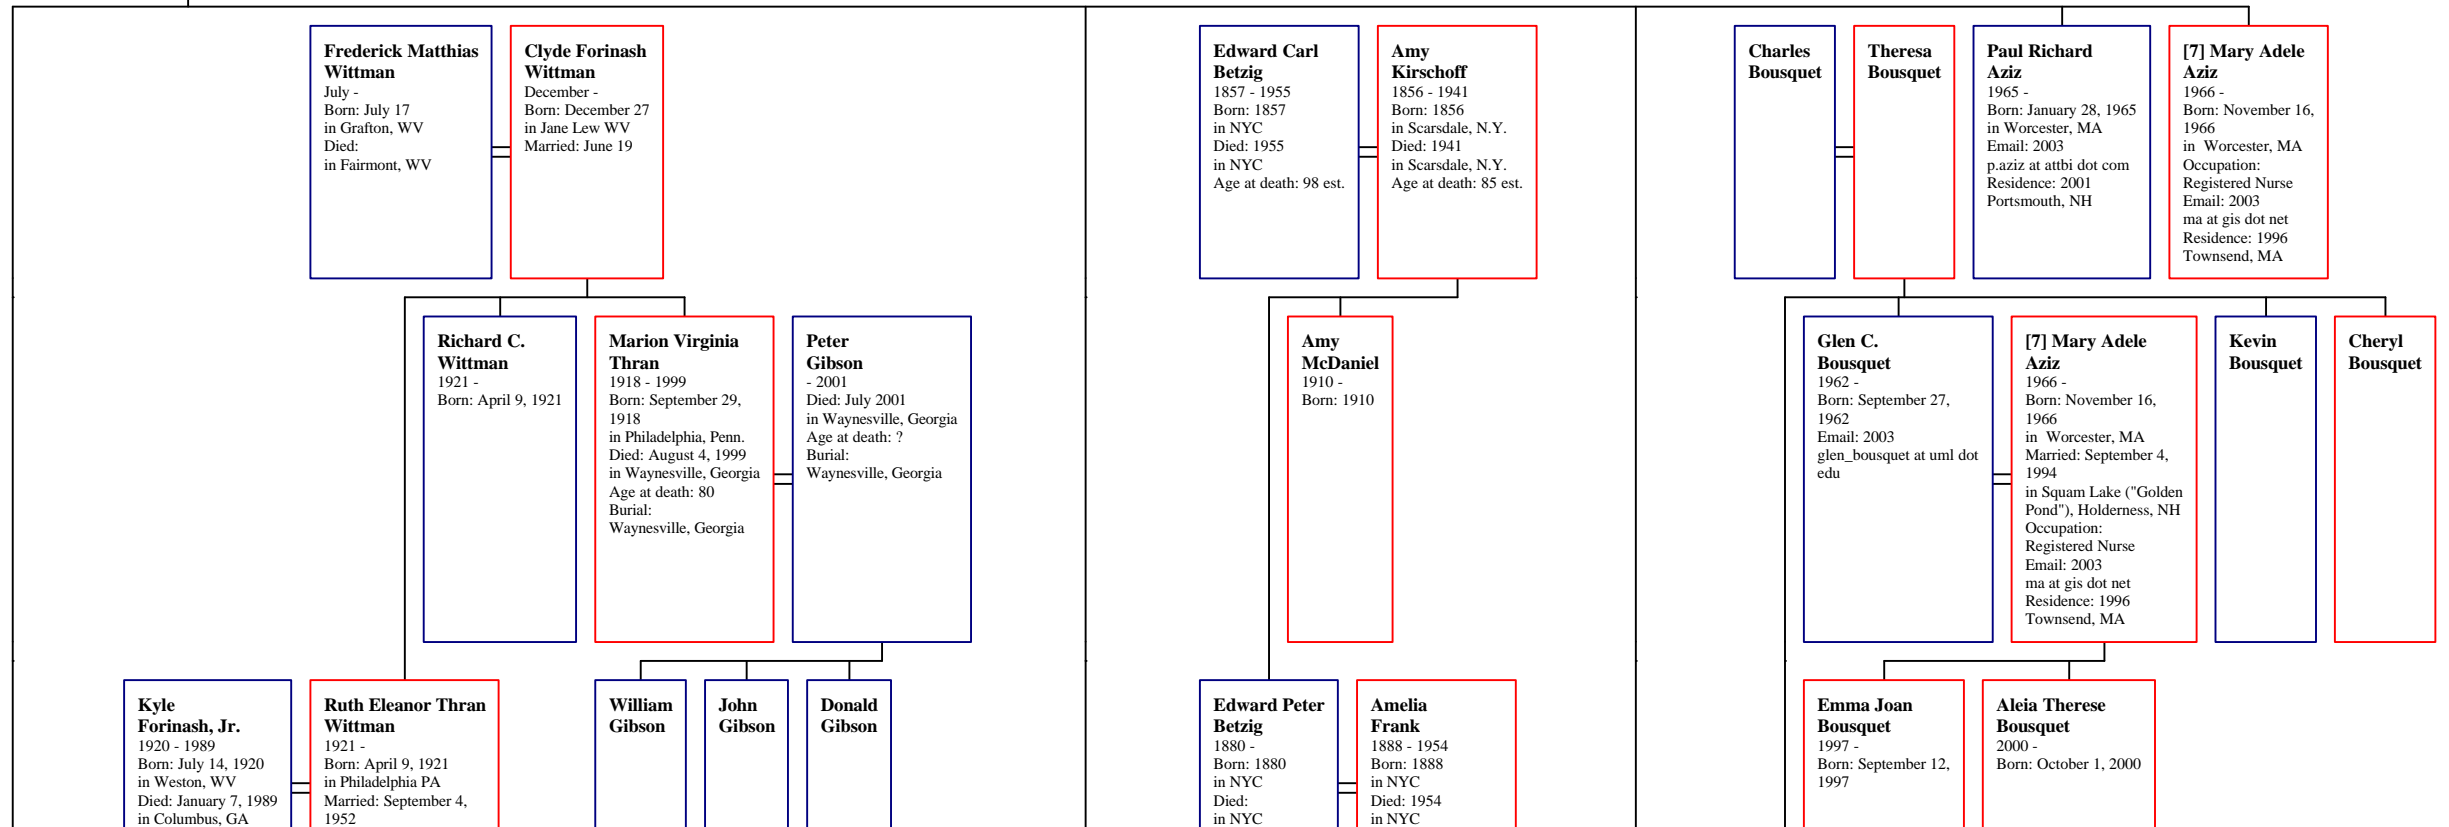 Frederick Matthias
Wittman
July -
Born: July 17
in Grafton, WV
Died:
in Fairmont, WV
Clyde Forinash
Wittman
December -
Born: December 27
in Jane Lew WV
Married: June 19
Edward Carl
Betzig
1857 - 1955
Born: 1857
in NYC
Died: 1955
in NYC
Age at death: 98 est.
Amy
Kirschoff
1856 - 1941
Born: 1856
in Scarsdale, N.Y.
Died: 1941
in Scarsdale, N.Y.
Age at death: 85 est.
Charles
Bousquet
Theresa
Bousquet
Paul Richard
Aziz
1965 -
Born: January 28, 1965
in Worcester, MA
Email: 2003
p.aziz at attbi dot com
Residence: 2001
Portsmouth, NH
[7] Mary Adele
Aziz
1966 -
Born: November 16,
1966
in  Worcester, MA
Occupation:
Registered Nurse
Email: 2003
ma at gis dot net
Residence: 1996
Townsend, MA
Richard C.
Wittman
1921 -
Born: April 9, 1921
Marion Virginia
Thran
1918 - 1999
Born: September 29,
1918
in Philadelphia, Penn.
Died: August 4, 1999
in Waynesville, Georgia
Age at death: 80
Burial:
Waynesville, Georgia
Peter
Gibson
- 2001
Died: July 2001
in Waynesville, Georgia
Age at death: ?
Burial:
Waynesville, Georgia
Amy
McDaniel
1910 -
Born: 1910
Glen C.
Bousquet
1962 -
Born: September 27,
1962
Email: 2003
glen_bousquet at uml dot
edu
[7] Mary Adele
Aziz
1966 -
Born: November 16,
1966
in  Worcester, MA
Married: September 4,
1994
in Squam Lake ("Golden
Pond"), Holderness, NH
Occupation:
Registered Nurse
Email: 2003
ma at gis dot net
Residence: 1996
Townsend, MA
Kevin
Bousquet
Cheryl
Bousquet
Kyle
Forinash, Jr.
1920 - 1989
Born: July 14, 1920
in Weston, WV
Died: January 7, 1989
in Columbus, GA
Ruth Eleanor Thran
Wittman
1921 -
Born: April 9, 1921
in Philadelphia PA
Married: September 4,
1952
William
Gibson
John
Gibson
Donald
Gibson
Edward Peter
Betzig
1880 -
Born: 1880
in NYC
Died:
in NYC
Amelia
Frank
1888 - 1954
Born: 1888
in NYC
Died: 1954
in NYC
Emma Joan
Bousquet
1997 -
Born: September 12,
1997
Aleia Therese
Bousquet
2000 -
Born: October 1, 2000